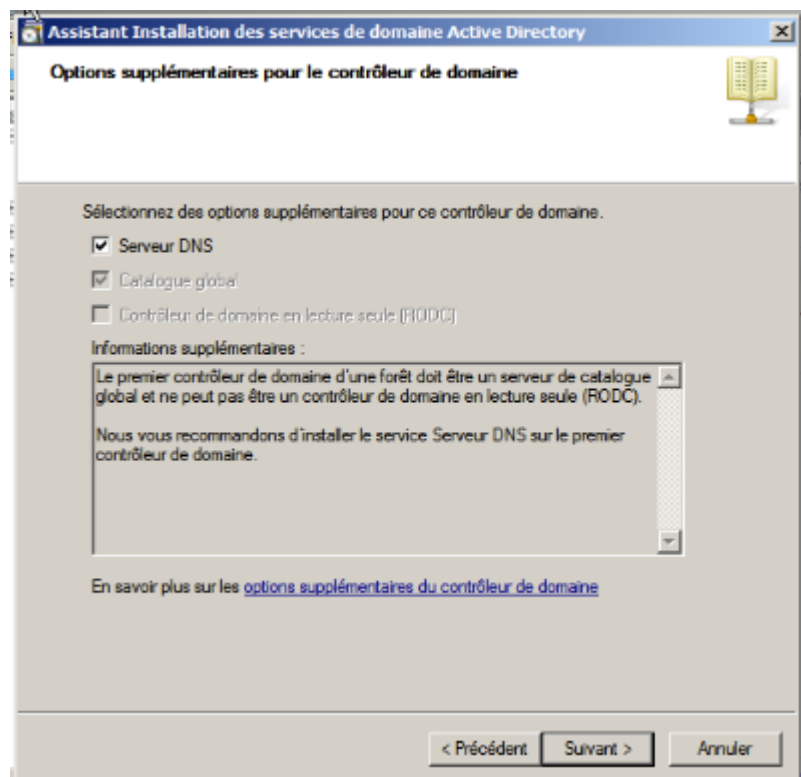 Assistant Installation des services de domaine Active Directory
Options supplémentaires pour le contrôleur de domaine
Sélectionnez des options supplémentaires pour ce contrôleur de domaine.
Serveur DNS
Catalogue global
Contrôleur de domaine en lecture seule (RODC)
Informations supplémentaires :
Le premier contrôleur de domaine d'une forêt doit être un serveur de catalogue
global et ne peut pas être un contrôleur de domaine en lecture seule (RODC).
Nous vous recommandons d'installer le service Serveur DNS sur le premier
contrôleur de domaine.
En savoir plus sur les options supplémentaires du contrôleur de domaine
< Précédent Suivant > Annuler